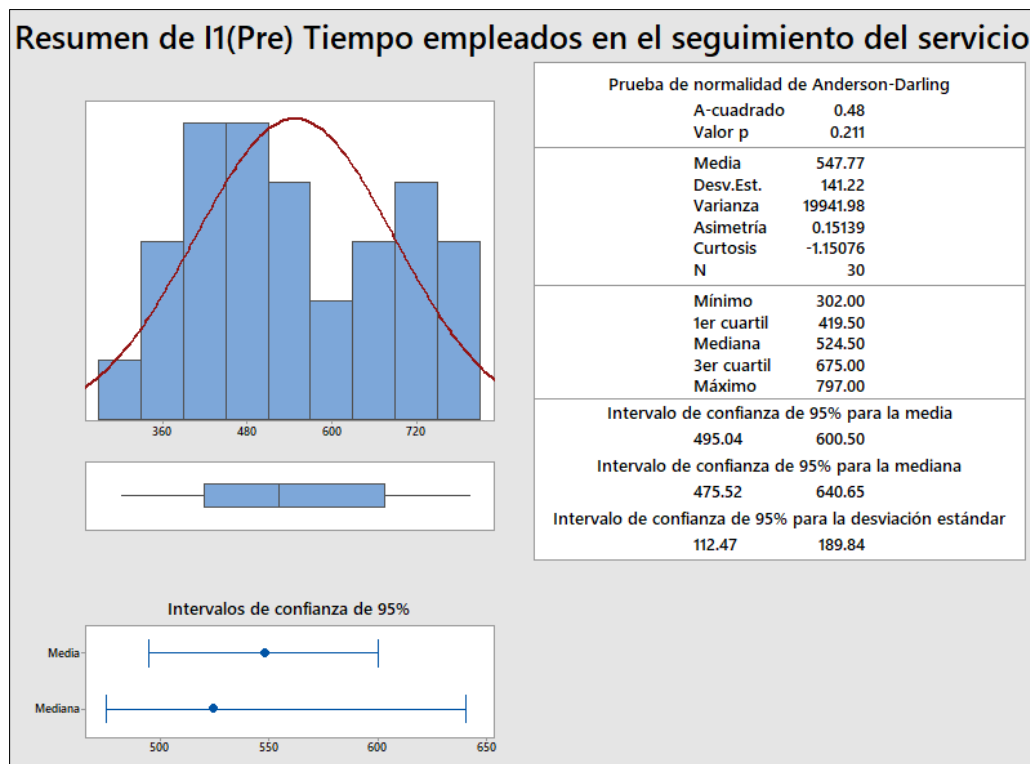 Resumen de I1(Pre) Tiempo empleados en el seguimiento del servicio
360 480 600 720
Intervalos de confianza de 95%
Media
Mediana
500 550 600 650
Prueba de normalidad de Anderson-Darling
A-cuadrado 0.48
Valor p 0.211
Media 547.77
Desv.Est. 141.22
Varianza 19941.98
Asimetría 0.15139
Curtosis -1.15076
N 30
Mínimo 302.00
1er cuartil 419.50
Mediana 524.50
3er cuartil 675.00
Máximo 797.00
Intervalo de confianza de 95% para la media
495.04 600.50
Intervalo de confianza de 95% para la mediana
475.52 640.65
Intervalo de confianza de 95% para la desviación estándar
112.47 189.84